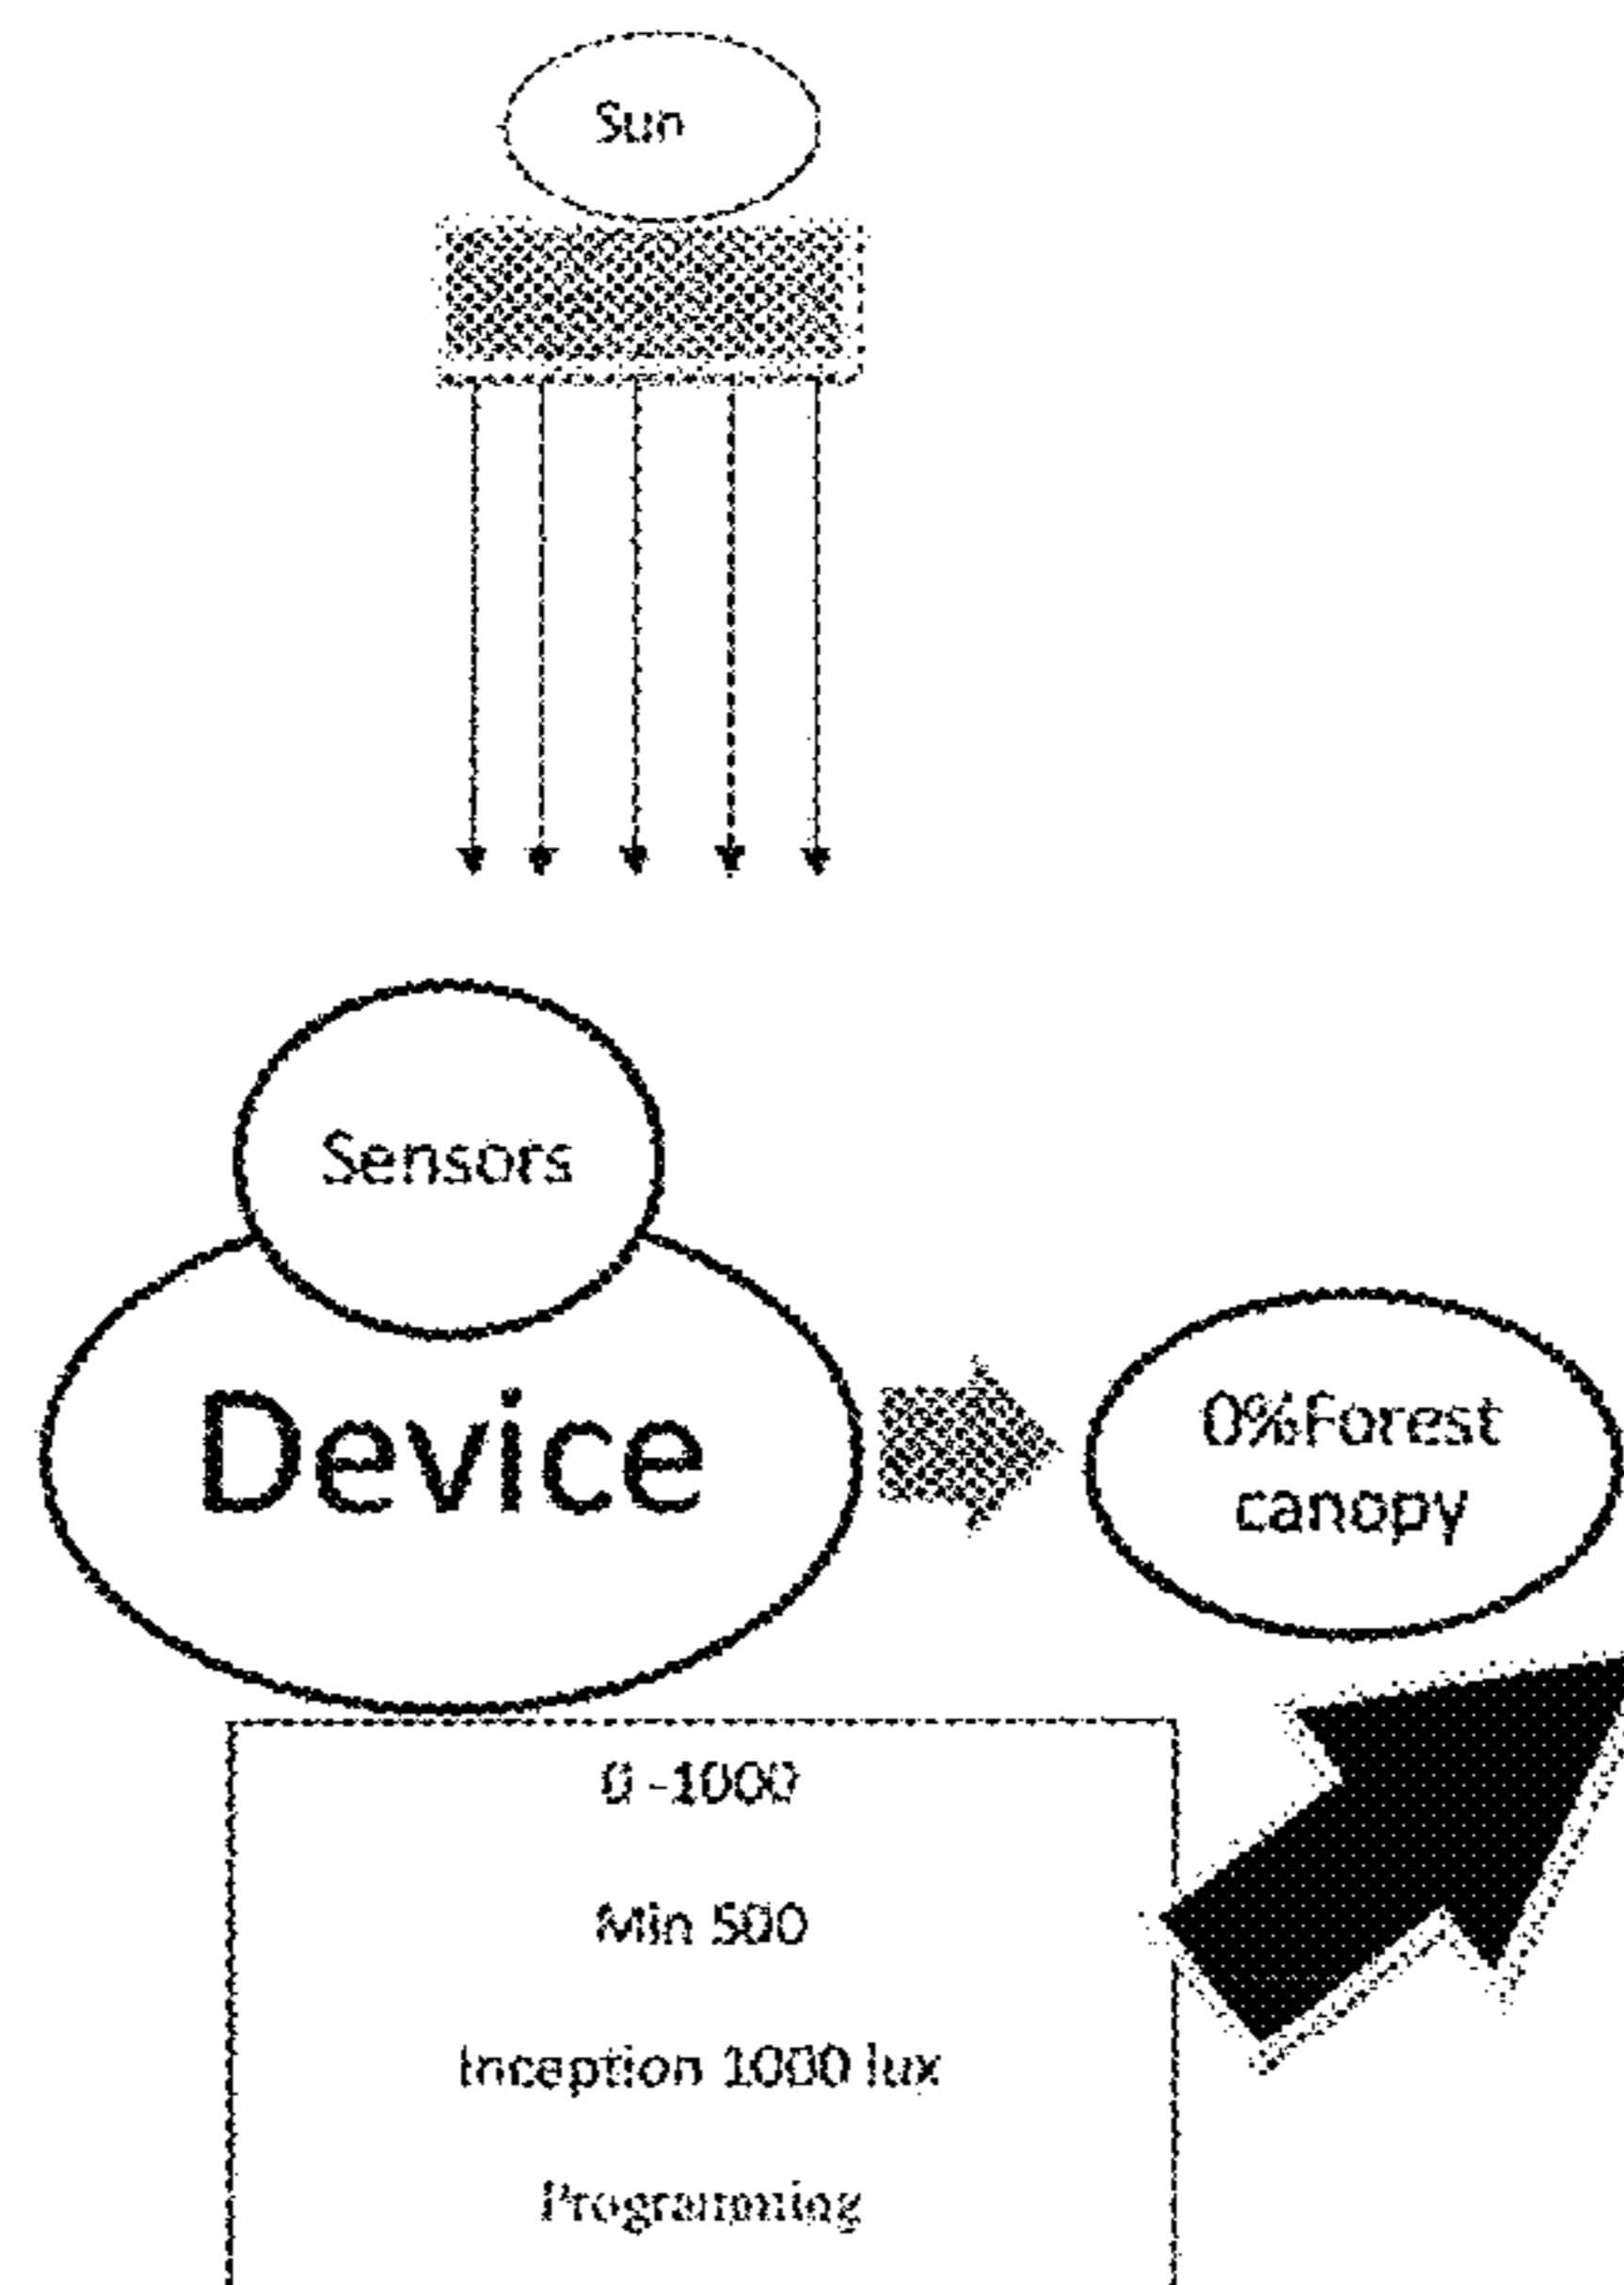 Sun
Sensors
Device
0%Forest
canopy
0 -1000
Min 500
Inception 1000 lux
Programming